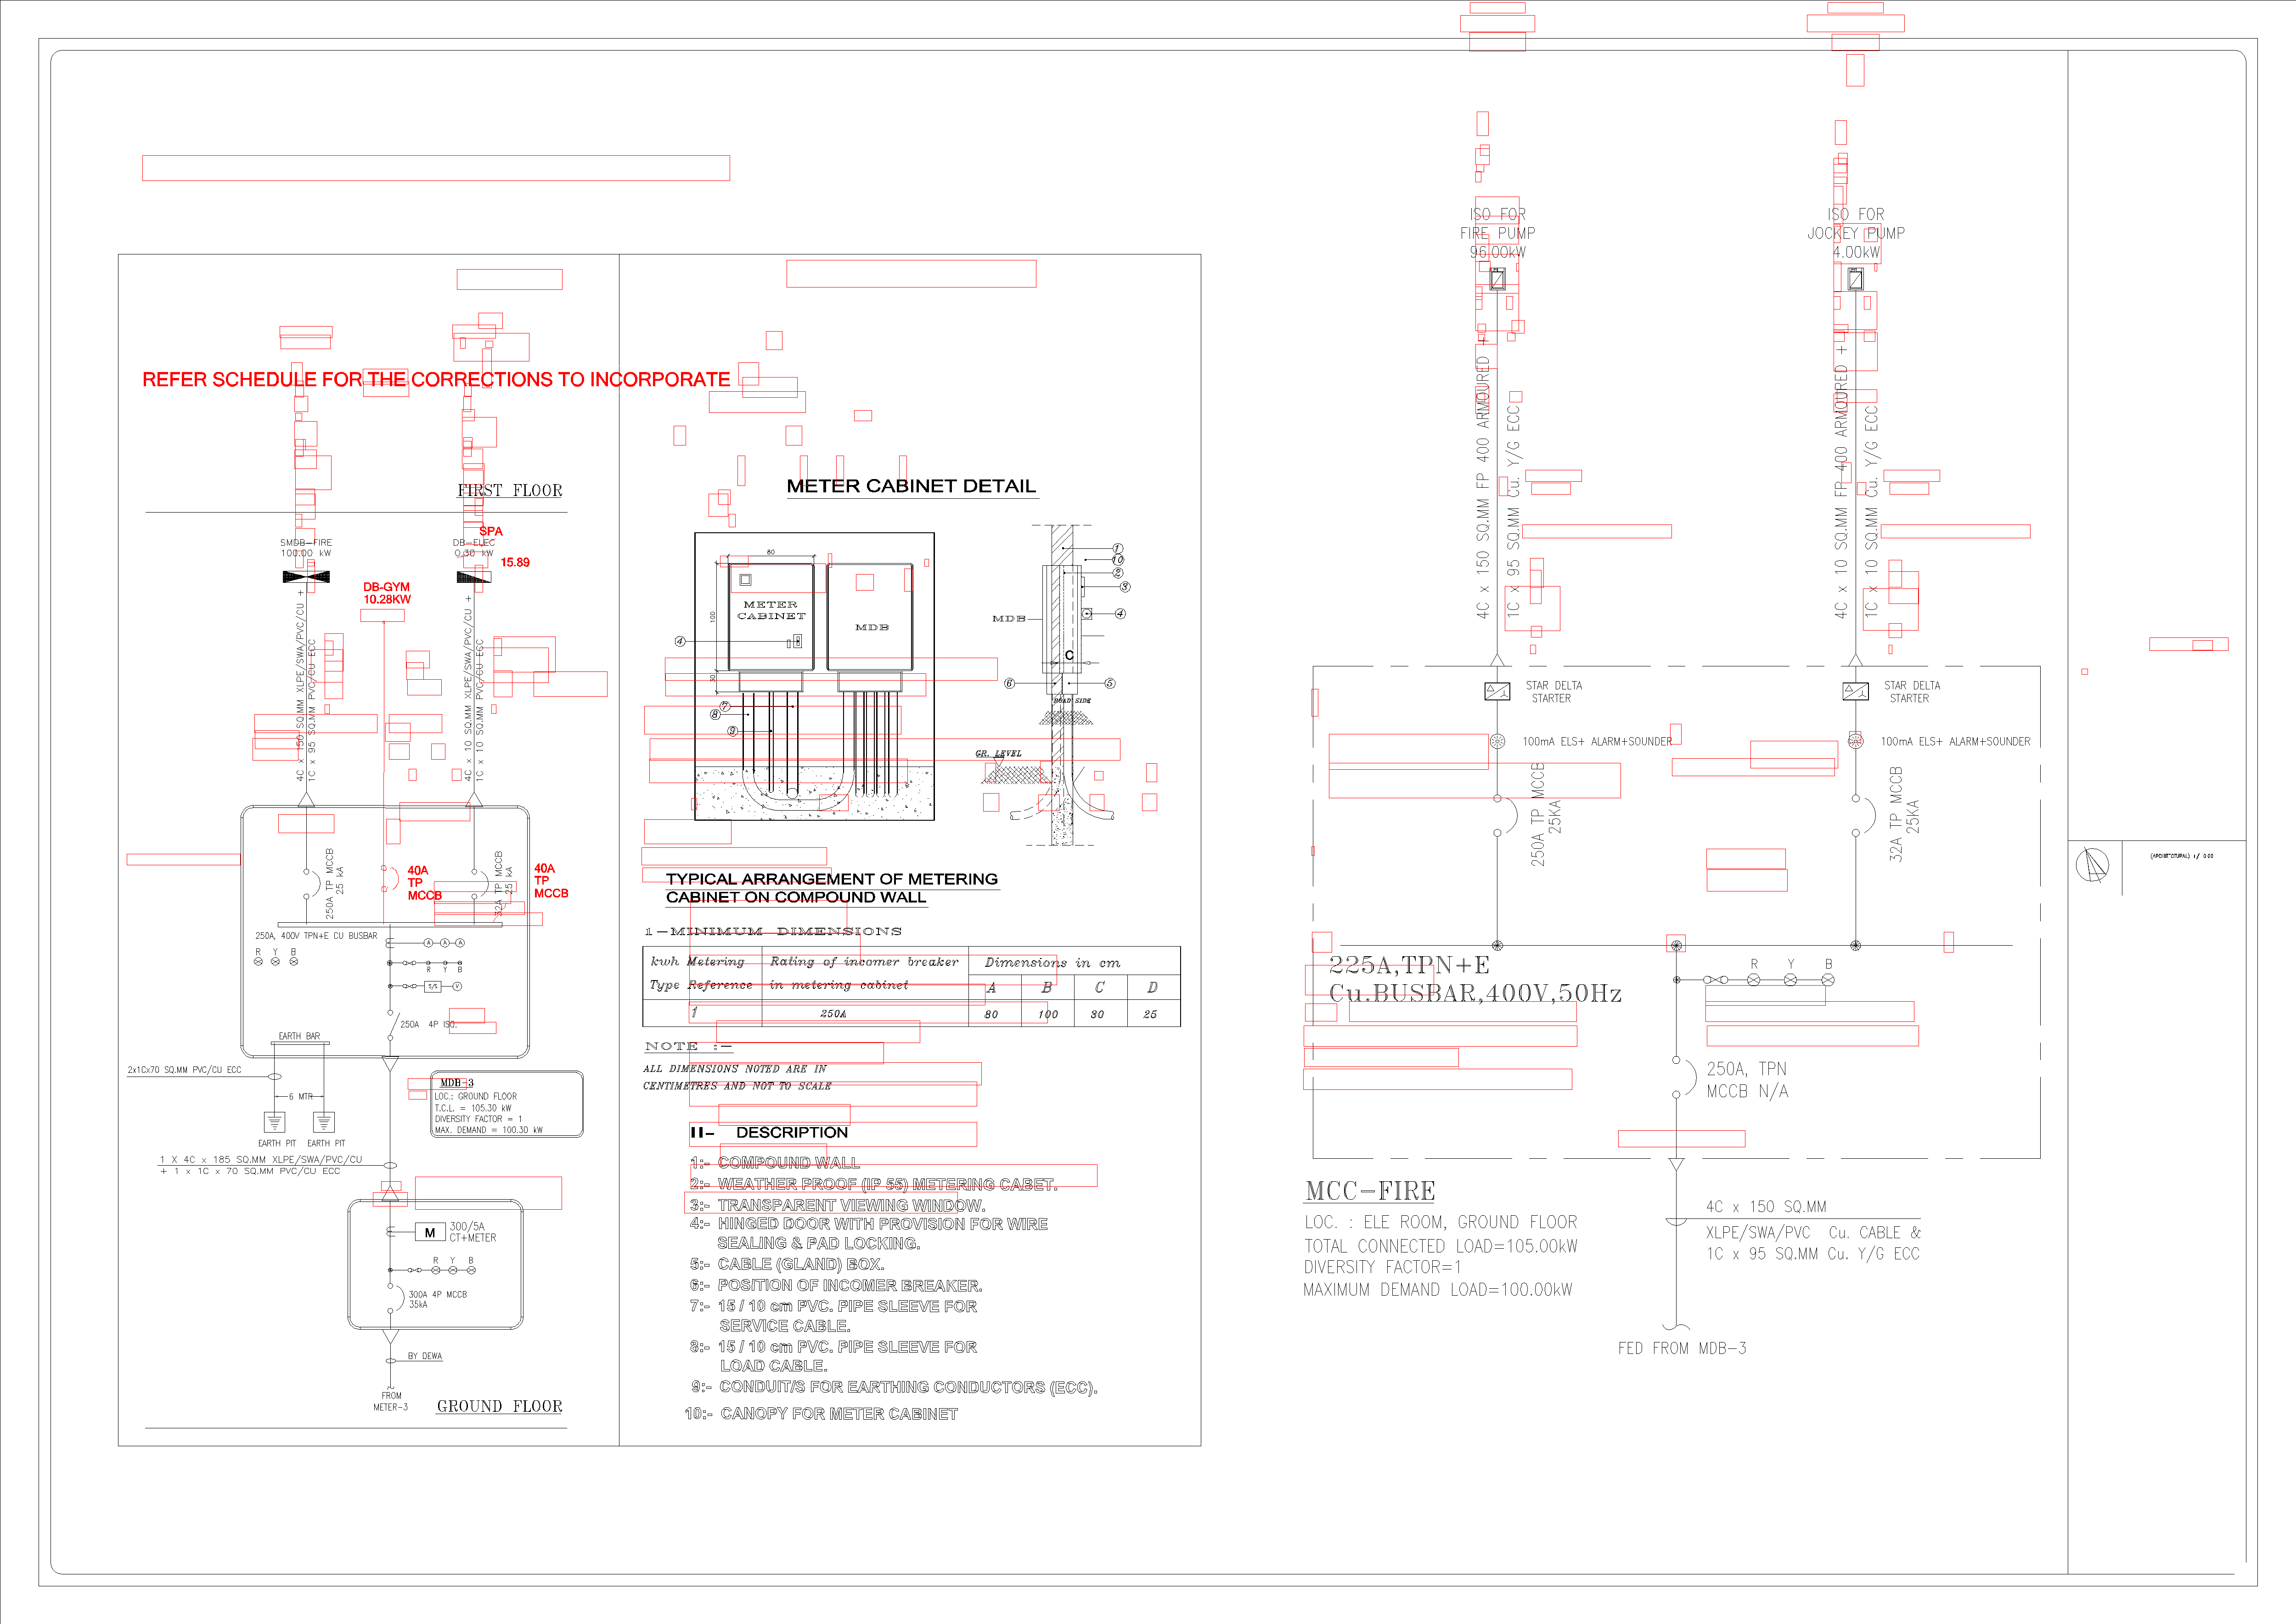 REFER SCHEDULE FOR THE CORRECTIONS TO INCORPORATE
FIRST FLOOR
SMDB-FIRE
100.00 kW
SPA
DB-ELEC
0.30 kW
15.89
DB-GYM
10.28KW
4C x 150 SQ.MM XLPE/SWA/PVC/CU +
1C x 95 SQ.MM PVC/CU ECC
4C x 10 SQ.MM XLPE/SWA/PVC/CU +
1C x 10 SQ.MM PVC/CU ECC
250A TP MCCB
25 kA
40A
TP
MCCB
32A TP MCCB
25 kA
40A
TP
MCCB
250A, 400V TPN+E CU BUSBAR
R Y B
A A A
R Y B
V/S V
250A 4P ISO.
EARTH BAR
2x1Cx70 SQ.MM PVC/CU ECC
6 MTR
EARTH PIT EARTH PIT
MDB-3
LOC.: GROUND FLOOR
T.C.L. = 105.30 kW
DIVERSITY FACTOR = 1
MAX. DEMAND = 100.30 kW
1 X 4C x 185 SQ.MM XLPE/SWA/PVC/CU
+ 1 x 1C x 70 SQ.MM PVC/CU ECC
M
300/5A
CT+METER
R Y B
300A 4P MCCB
35kA
BY DEWA
FROM
METER-3
GROUND FLOOR
METER CABINET DETAIL
80
100
30
METER
CABINET
MDB
4
7
8
9
MDB
1
10
2
3
4
C
6
5
ROAD SIDE
GR. LEVEL
TYPICAL ARRANGEMENT OF METERING
CABINET ON COMPOUND WALL
1-MINIMUM DIMENSIONS
kwh Metering Rating of incomer breaker Dimensions in cm
Type Reference in metering cabinet A B C D
1 250A 80 100 30 25
NOTE :-
ALL DIMENSIONS NOTED ARE IN
CENTIMETRES AND NOT TO SCALE
II- DESCRIPTION
1:- COMPOUND WALL
2:- WEATHER PROOF (IP 55) METERING CABET.
3:- TRANSPARENT VIEWING WINDOW.
4:- HINGED DOOR WITH PROVISION FOR WIRE
SEALING & PAD LOCKING.
5:- CABLE (GLAND) BOX.
6:- POSITION OF INCOMER BREAKER.
7:- 15 / 10 cm PVC. PIPE SLEEVE FOR
SERVICE CABLE.
8:- 15 / 10 cm PVC. PIPE SLEEVE FOR
LOAD CABLE.
9:- CONDUIT/S FOR EARTHING CONDUCTORS (ECC).
10:- CANOPY FOR METER CABINET
ISO FOR
FIRE PUMP
96.00kW
ISO FOR
JOCKEY PUMP
4.00kW
4C x 150 SQ.MM FP 400 ARMOURED +
1C x 95 SQ.MM Cu. Y/G ECC
4C x 10 SQ.MM FP 400 ARMOURED +
1C x 10 SQ.MM Cu. Y/G ECC
STAR DELTA
STARTER
STAR DELTA
STARTER
100mA ELS+ ALARM+SOUNDER
100mA ELS+ ALARM+SOUNDER
250A TP MCCB
25KA
32A TP MCCB
25KA
225A,TPN+E
Cu.BUSBAR,400V,50Hz
R Y B
250A, TPN
MCCB N/A
MCC-FIRE
LOC. : ELE ROOM, GROUND FLOOR
TOTAL CONNECTED LOAD=105.00kW
DIVERSITY FACTOR=1
MAXIMUM DEMAND LOAD=100.00kW
4C x 150 SQ.MM
XLPE/SWA/PVC Cu. CABLE &
1C x 95 SQ.MM Cu. Y/G ECC
FED FROM MDB-3